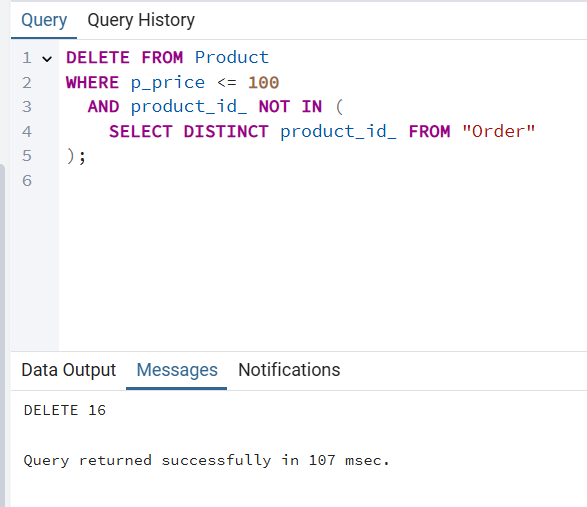 Query Query History
1 DELETE FROM Product
2 WHERE p_price <= 100
3 AND product_id_ NOT IN (
4 SELECT DISTINCT product_id_ FROM "Order"
5 );
6
Data Output Messages Notifications
DELETE 16
Query returned successfully in 107 msec.